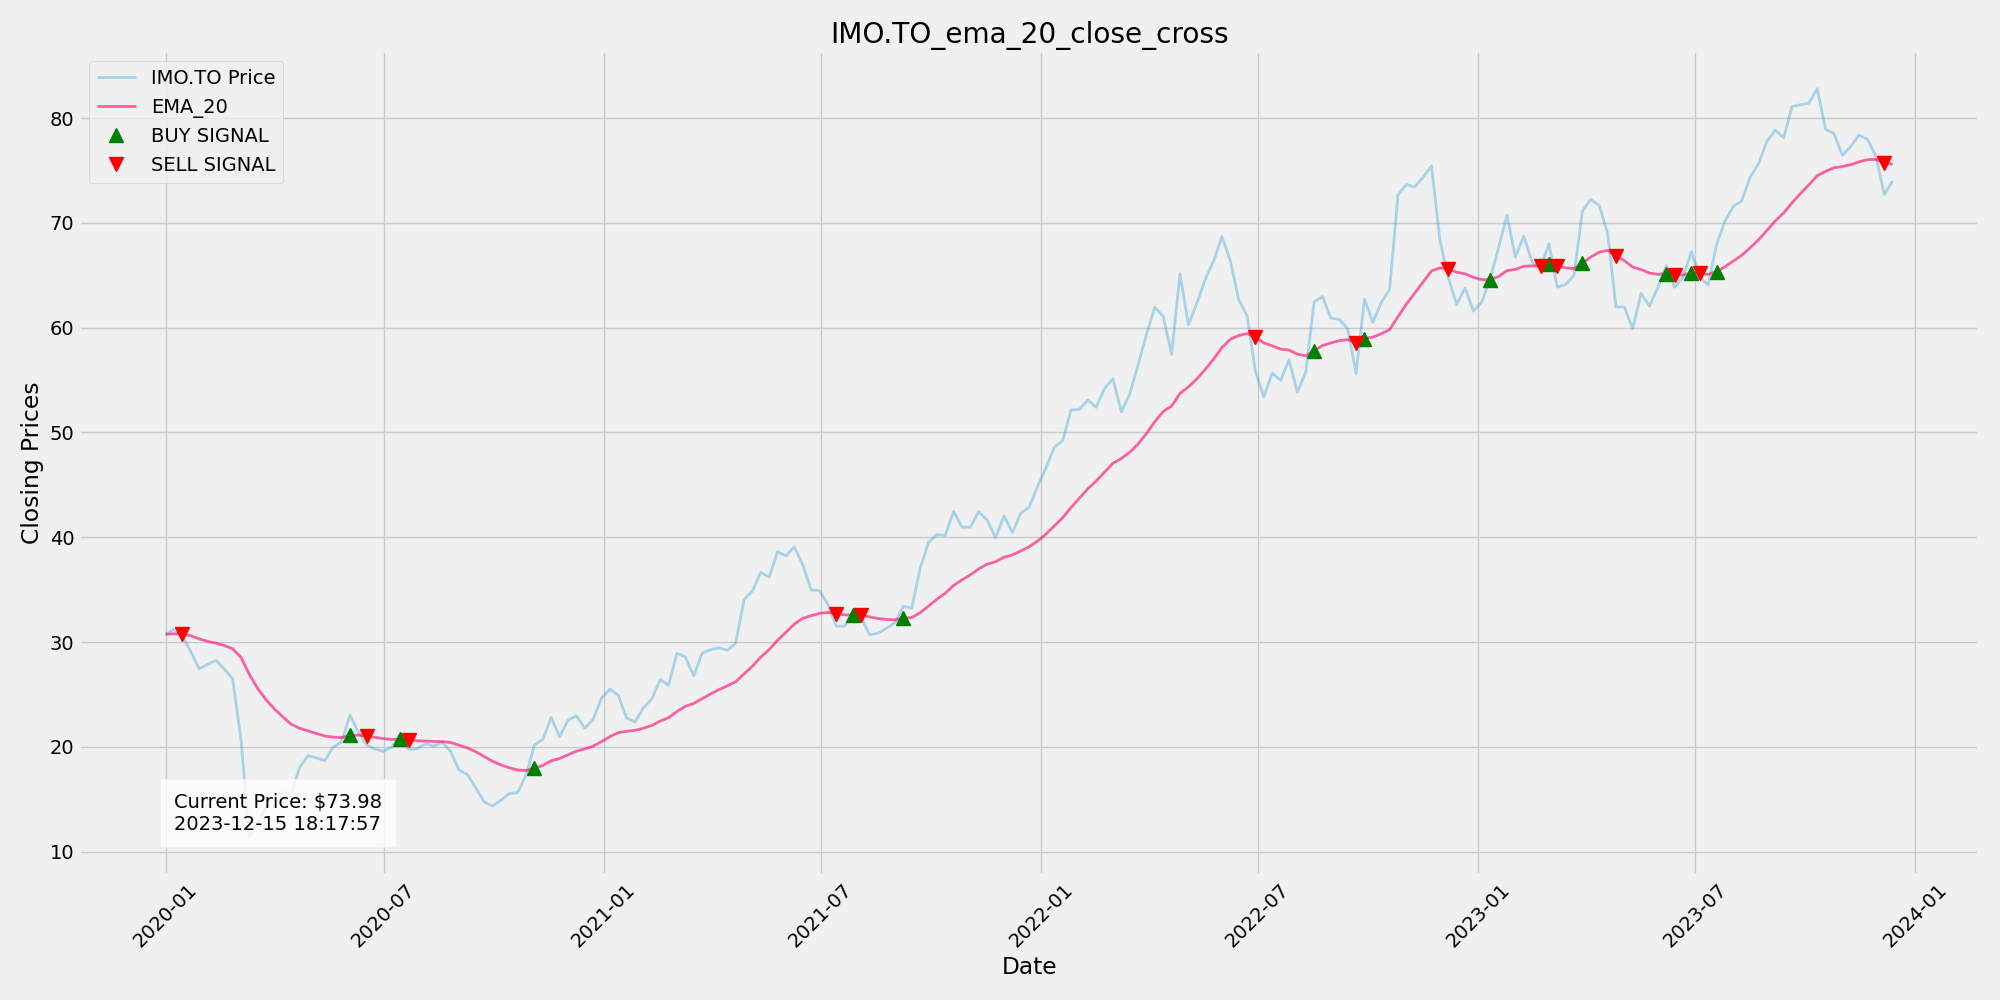 IMO.TO_ema_20_close_cross
IMO.TO Price
EMA_20
BUY SIGNAL
SELL SIGNAL
Closing Prices
80
70
60
50
40
30
20
10
Current Price: $73.98
2023-12-15 18:17:57
2020-01
2020-07
2021-01
2021-07
2022-01
2022-07
2023-01
2023-07
2024-01
Date